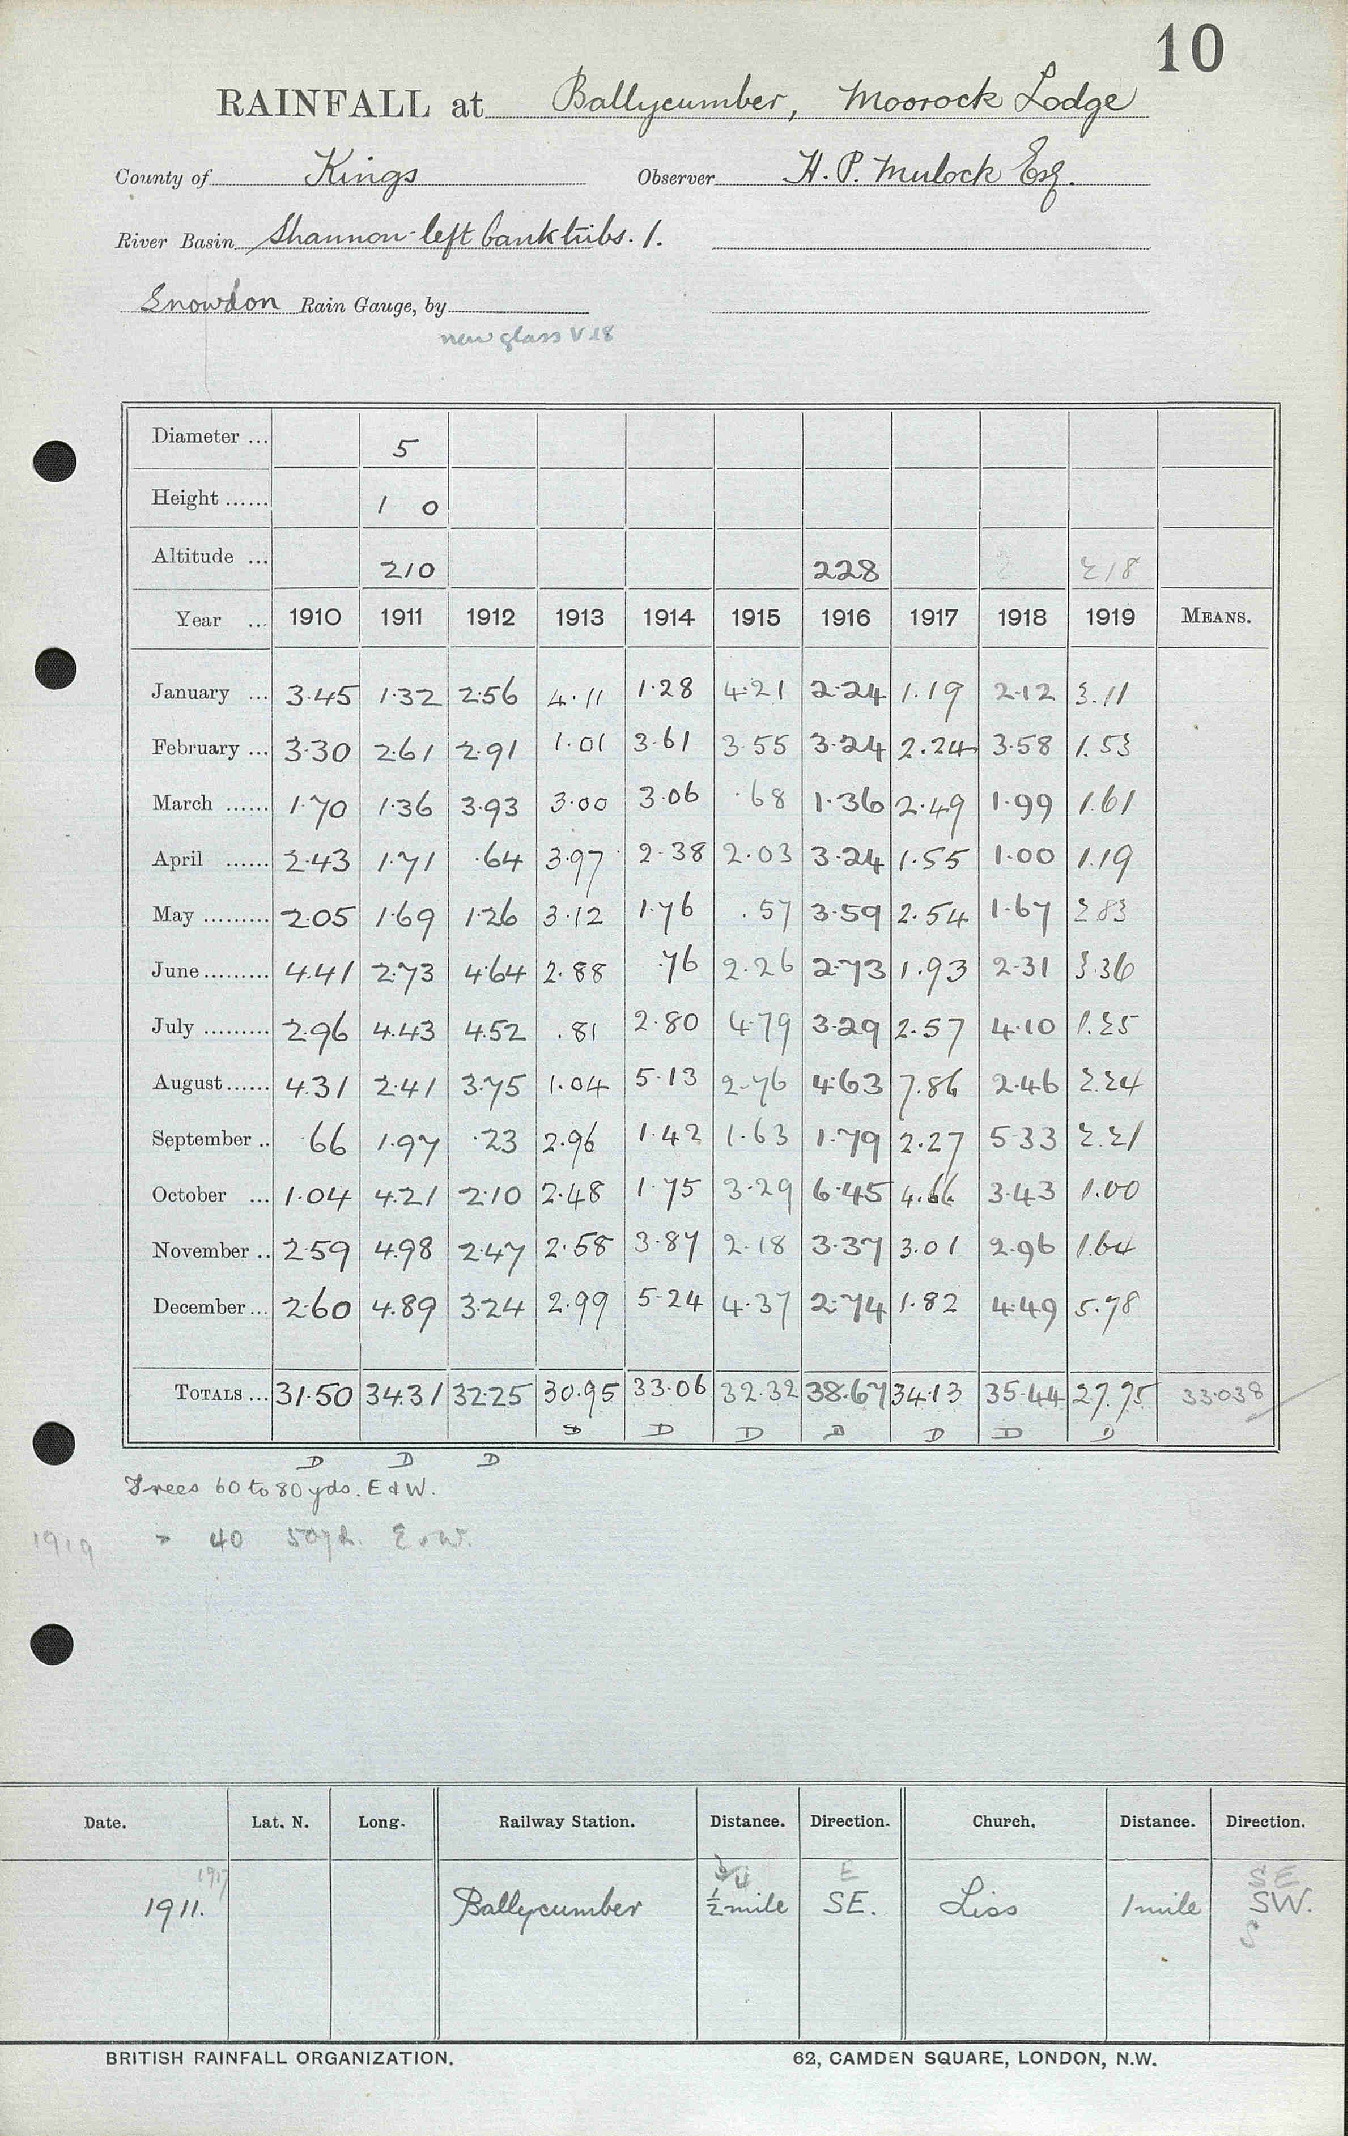 10
RAINFALL at Ballycumber, Moorock Lodge
County of Kings Observer H. P. Mulock Esq.
River Basin Shannon-left bank tribs. 1.
Snowdon Rain Gauge, by
new glass V 18
Diameter ... 5
Height ...... 1 0
Altitude ... 210 228 218
Year ... 1910 1911 1912 1913 1914 1915 1916 1917 1918 1919 MEANS.
January ... 3.45 1.32 2.56 4.11 1.28 4.21 2.24 1.19 2.12 3.11
February ... 3.30 2.61 2.91 1.01 3.61 3.55 3.24 2.24 3.58 1.53
March ...... 1.70 1.36 3.93 3.00 3.06 .68 1.36 2.49 1.99 1.61
April ...... 2.43 1.71 .64 3.97 2.38 2.03 3.24 1.55 1.00 1.19
May ......... 2.05 1.69 1.26 3.12 1.76 .57 3.59 2.54 1.67 2.83
June ......... 4.41 2.73 4.64 2.88 .76 2.26 2.73 1.93 2.31 3.36
July ......... 2.96 4.43 4.52 .81 2.80 4.79 3.29 2.57 4.10 1.25
August ...... 4.31 2.41 3.75 1.04 5.13 2.76 4.63 7.86 2.46 2.24
September .. .66 1.97 .23 2.96 1.42 1.63 1.79 2.27 5.33 2.21
October ... 1.04 4.21 2.10 2.48 1.75 3.29 6.45 4.66 3.43 1.00
November .. 2.59 4.98 2.47 2.58 3.87 2.18 3.37 3.01 2.96 1.64
December ... 2.60 4.89 3.24 2.99 5.24 4.37 2.74 1.82 4.49 5.78
TOTALS ... 31.50 34.31 32.25 30.95 33.06 32.32 38.67 34.13 35.44 27.75 33.038
D D D D D D D
D D D
Trees 60 to 80 yds. E & W.
1919 " 40 50 yd. E & W.
Date. Lat. N. Long. Railway Station. Distance. Direction. Church. Distance. Direction.
1917 3/4 E SE
1911. Ballycumber 1/2 mile SE. Liss 1 mile SW.
S
BRITISH RAINFALL ORGANIZATION. 62, CAMDEN SQUARE, LONDON, N.W.